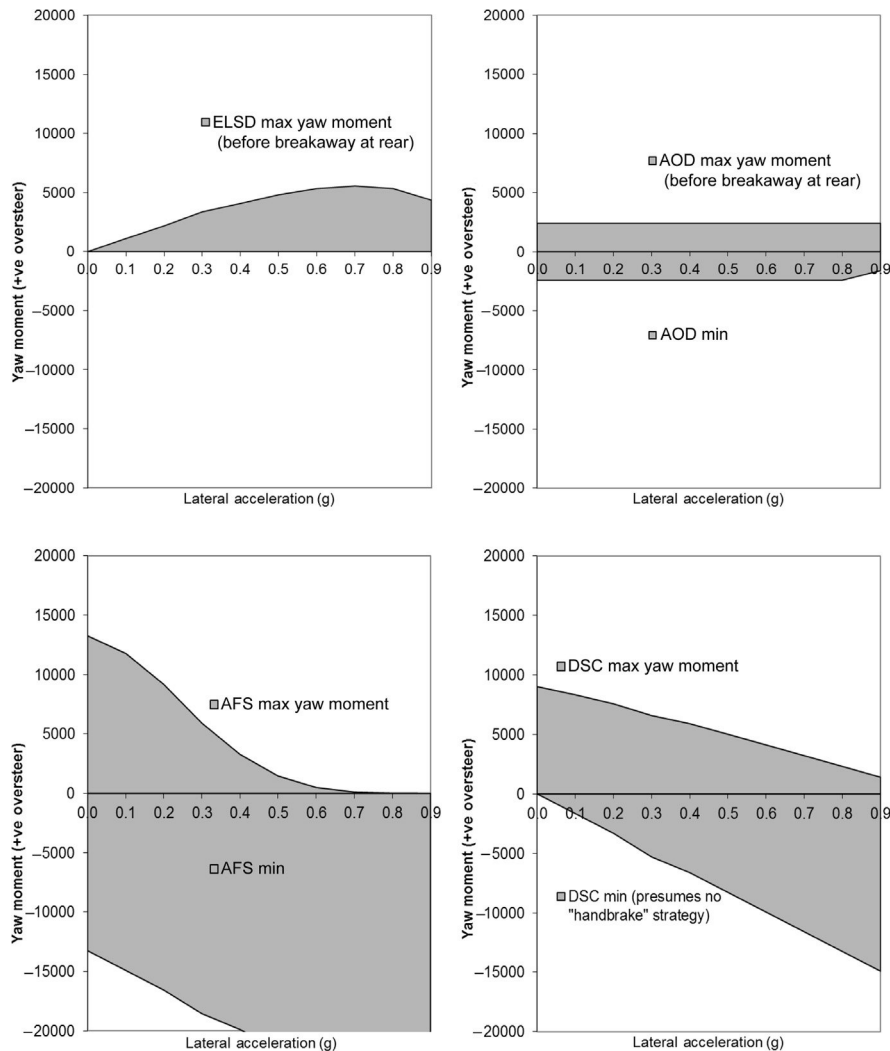 20000
15000
10000
5000
0
−5000
−10000
−15000
−20000
Yaw moment (+ve oversteer)
ELSD max yaw moment
(before breakaway at rear)
0.0 0.1 0.2 0.3 0.4 0.5 0.6 0.7 0.8 0.9
Lateral acceleration (g)
20000
15000
10000
5000
0
−5000
−10000
−15000
−20000
Yaw moment (+ve oversteer)
AOD max yaw moment
(before breakaway at rear)
0.0 0.1 0.2 0.3 0.4 0.5 0.6 0.7 0.8 0.9
AOD min
Lateral acceleration (g)
20000
15000
10000
5000
0
−5000
−10000
−15000
−20000
Yaw moment (+ve oversteer)
AFS max yaw moment
0.0 0.1 0.2 0.3 0.4 0.5 0.6 0.7 0.8 0.9
AFS min
Lateral acceleration (g)
20000
15000
10000
5000
0
−5000
−10000
−15000
−20000
Yaw moment (+ve oversteer)
DSC max yaw moment
0.0 0.1 0.2 0.3 0.4 0.5 0.6 0.7 0.8 0.9
DSC min (presumes no
"handbrake" strategy)
Lateral acceleration (g)